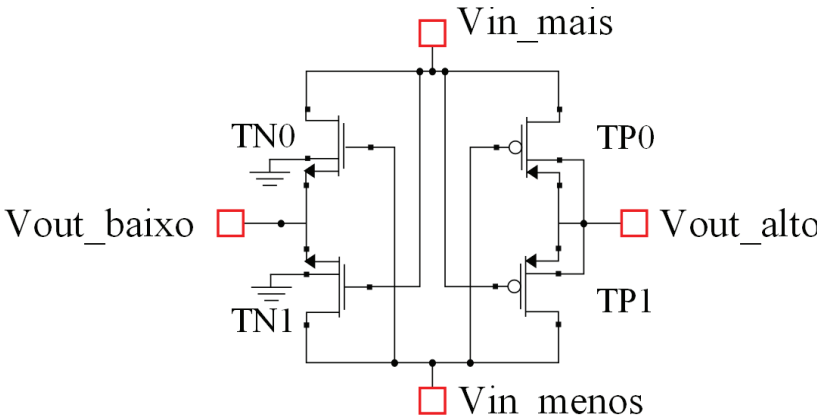 Vin_mais
TN0
TP0
Vout_baixo
Vout_alto
TN1
TP1
Vin_menos